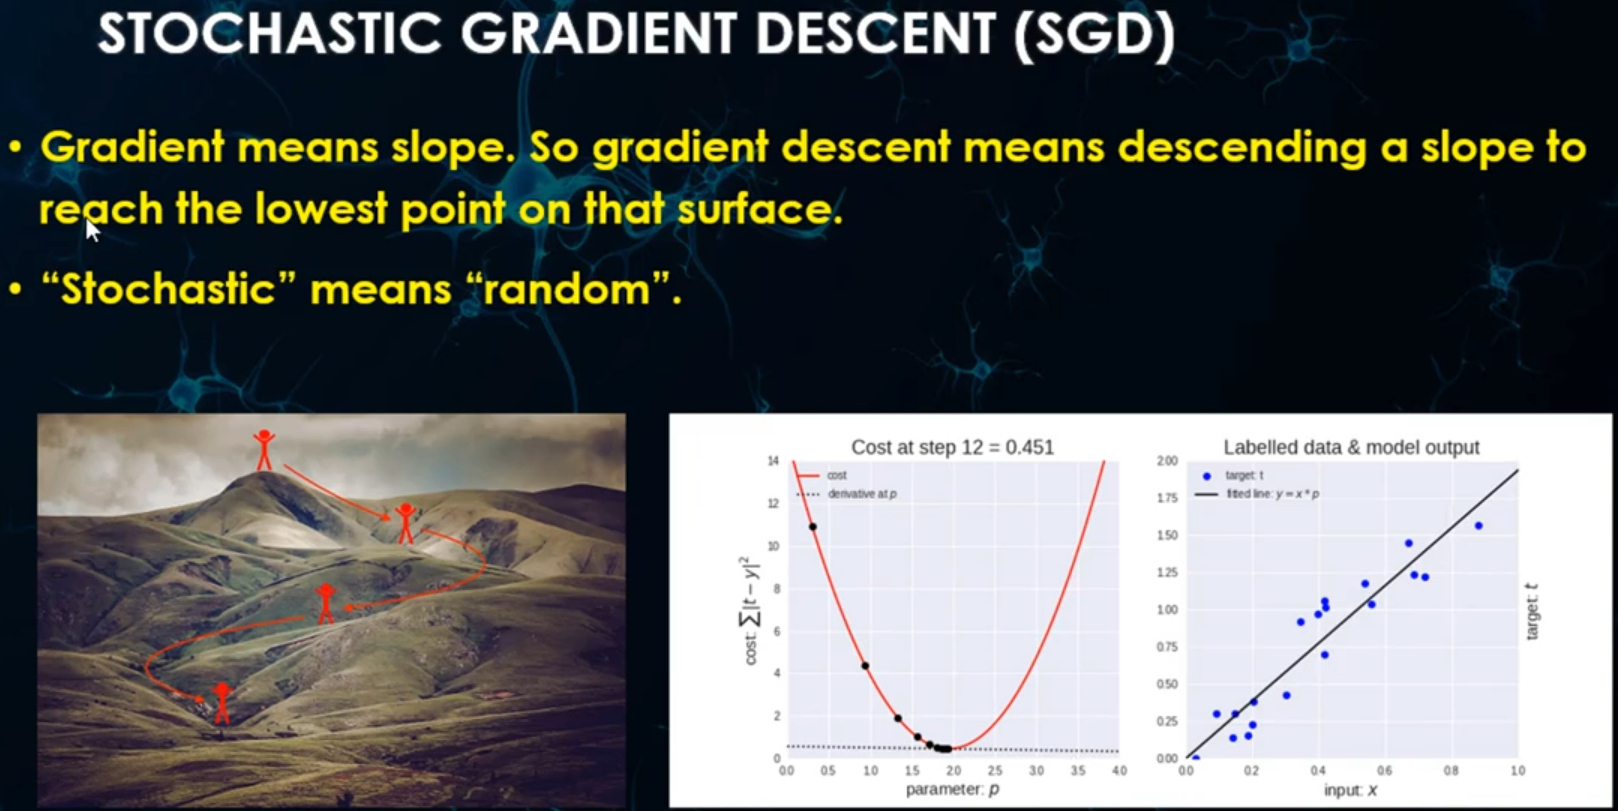 STOCHASTIC GRADIENT DESCENT (SGD)
• Gradient means slope. So gradient descent means descending a slope to
reach the lowest point on that surface.
• “Stochastic” means “random”.
Cost at step 12 = 0.451
cost
derivative at p
14
12
10
8
6
4
2
0
cost: ∑|t − y|²
0.0 0.5 1.0 1.5 2.0 2.5 3.0 3.5 4.0
parameter: p
Labelled data & model output
target: t
fitted line: y = x * p
2.00
1.75
1.50
1.25
1.00
0.75
0.50
0.25
0.00
target: t
0.0 0.2 0.4 0.6 0.8 1.0
input: x